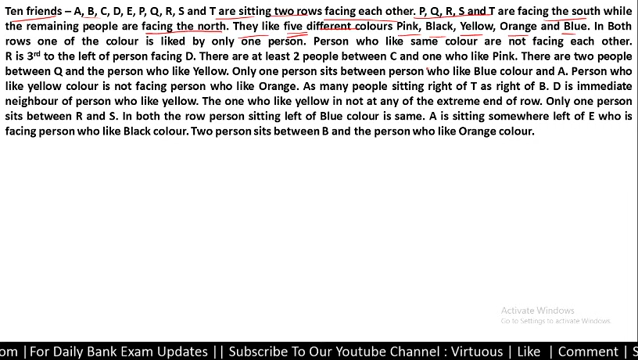 Ten friends – A, B, C, D, E, P, Q, R, S and T are sitting two rows facing each other. P, Q, R, S and T are facing the south while
the remaining people are facing the north. They like five different colours Pink, Black, Yellow, Orange and Blue. In Both
rows one of the colour is liked by only one person. Person who like same colour are not facing each other.
R is 3rd to the left of person facing D. There are at least 2 people between C and one who like Pink. There are two people
between Q and the person who like Yellow. Only one person sits between person who like Blue colour and A. Person who
like yellow colour is not facing person who like Orange. As many people sitting right of T as right of B. D is immediate
neighbour of person who like yellow. The one who like yellow in not at any of the extreme end of row. Only one person
sits between R and S. In both the row person sitting left of Blue colour is same. A is sitting somewhere left of E who is
facing person who like Black colour. Two person sits between B and the person who like Orange colour.
Activate Windows
Go to Settings to activate Windows.
om |For Daily Bank Exam Updates || Subscribe To Our Youtube Channel : Virtuous | Like | Comment | S